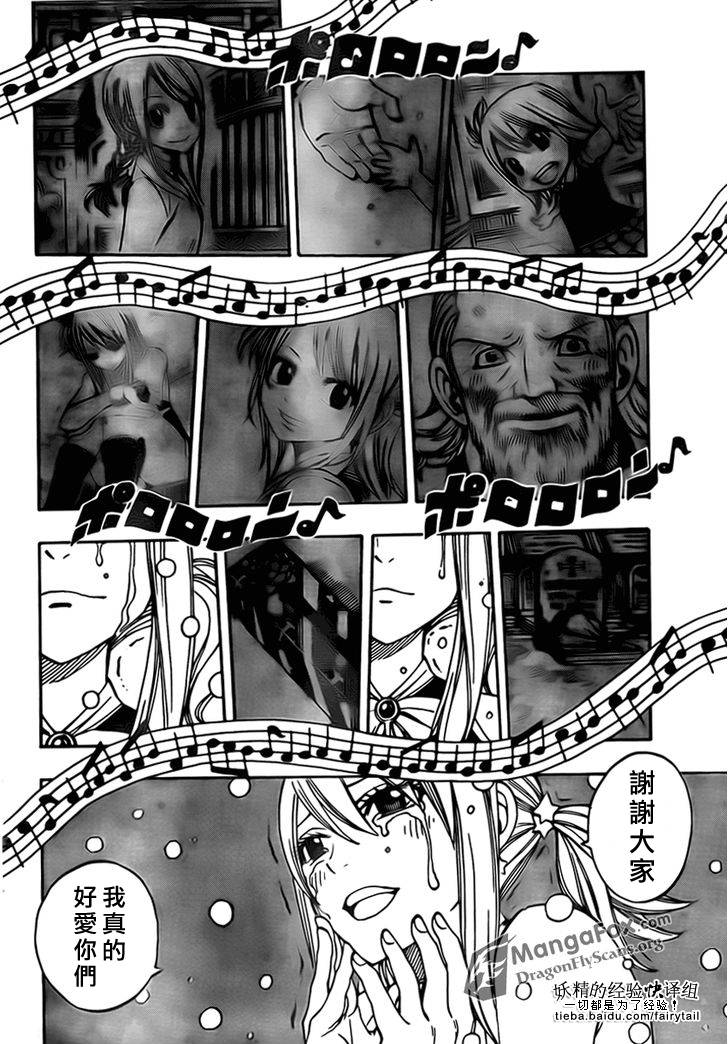 ポロロロン♪
ポロロロン♪
ポロロロン♪
謝謝大家
我真的
好愛你們
MangaFox.com
DragonFlyScans.org
妖精的经验快译组
一切都是为了经验！
tieba.baidu.com/fairytail